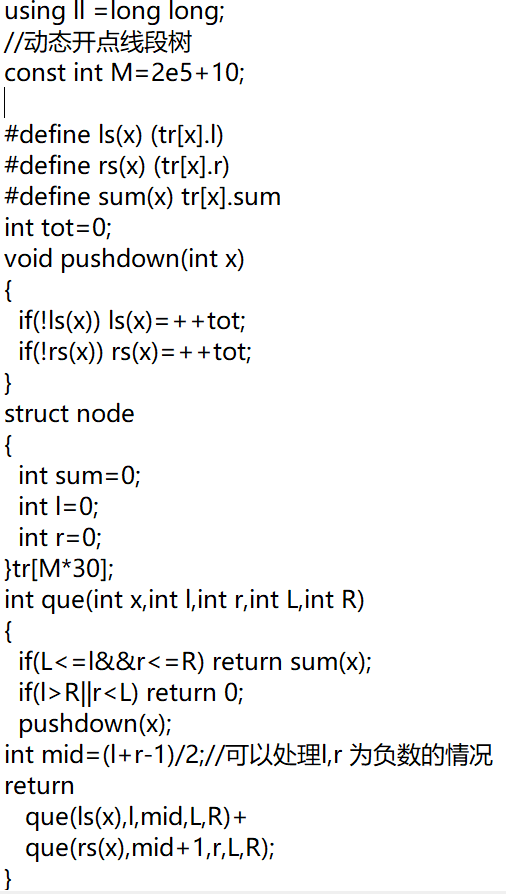 using ll =long long;
//动态开点线段树
const int M=2e5+10;
#define ls(x) (tr[x].l)
#define rs(x) (tr[x].r)
#define sum(x) tr[x].sum
int tot=0;
void pushdown(int x)
{
if(!ls(x)) ls(x)=++tot;
if(!rs(x)) rs(x)=++tot;
}
struct node
{
int sum=0;
int l=0;
int r=0;
}tr[M*30];
int que(int x,int l,int r,int L,int R)
{
if(L<=l&&r<=R) return sum(x);
if(l>R||r<L) return 0;
pushdown(x);
int mid=(l+r-1)/2;//可以处理l,r 为负数的情况
return
que(ls(x),l,mid,L,R)+
que(rs(x),mid+1,r,L,R);
}